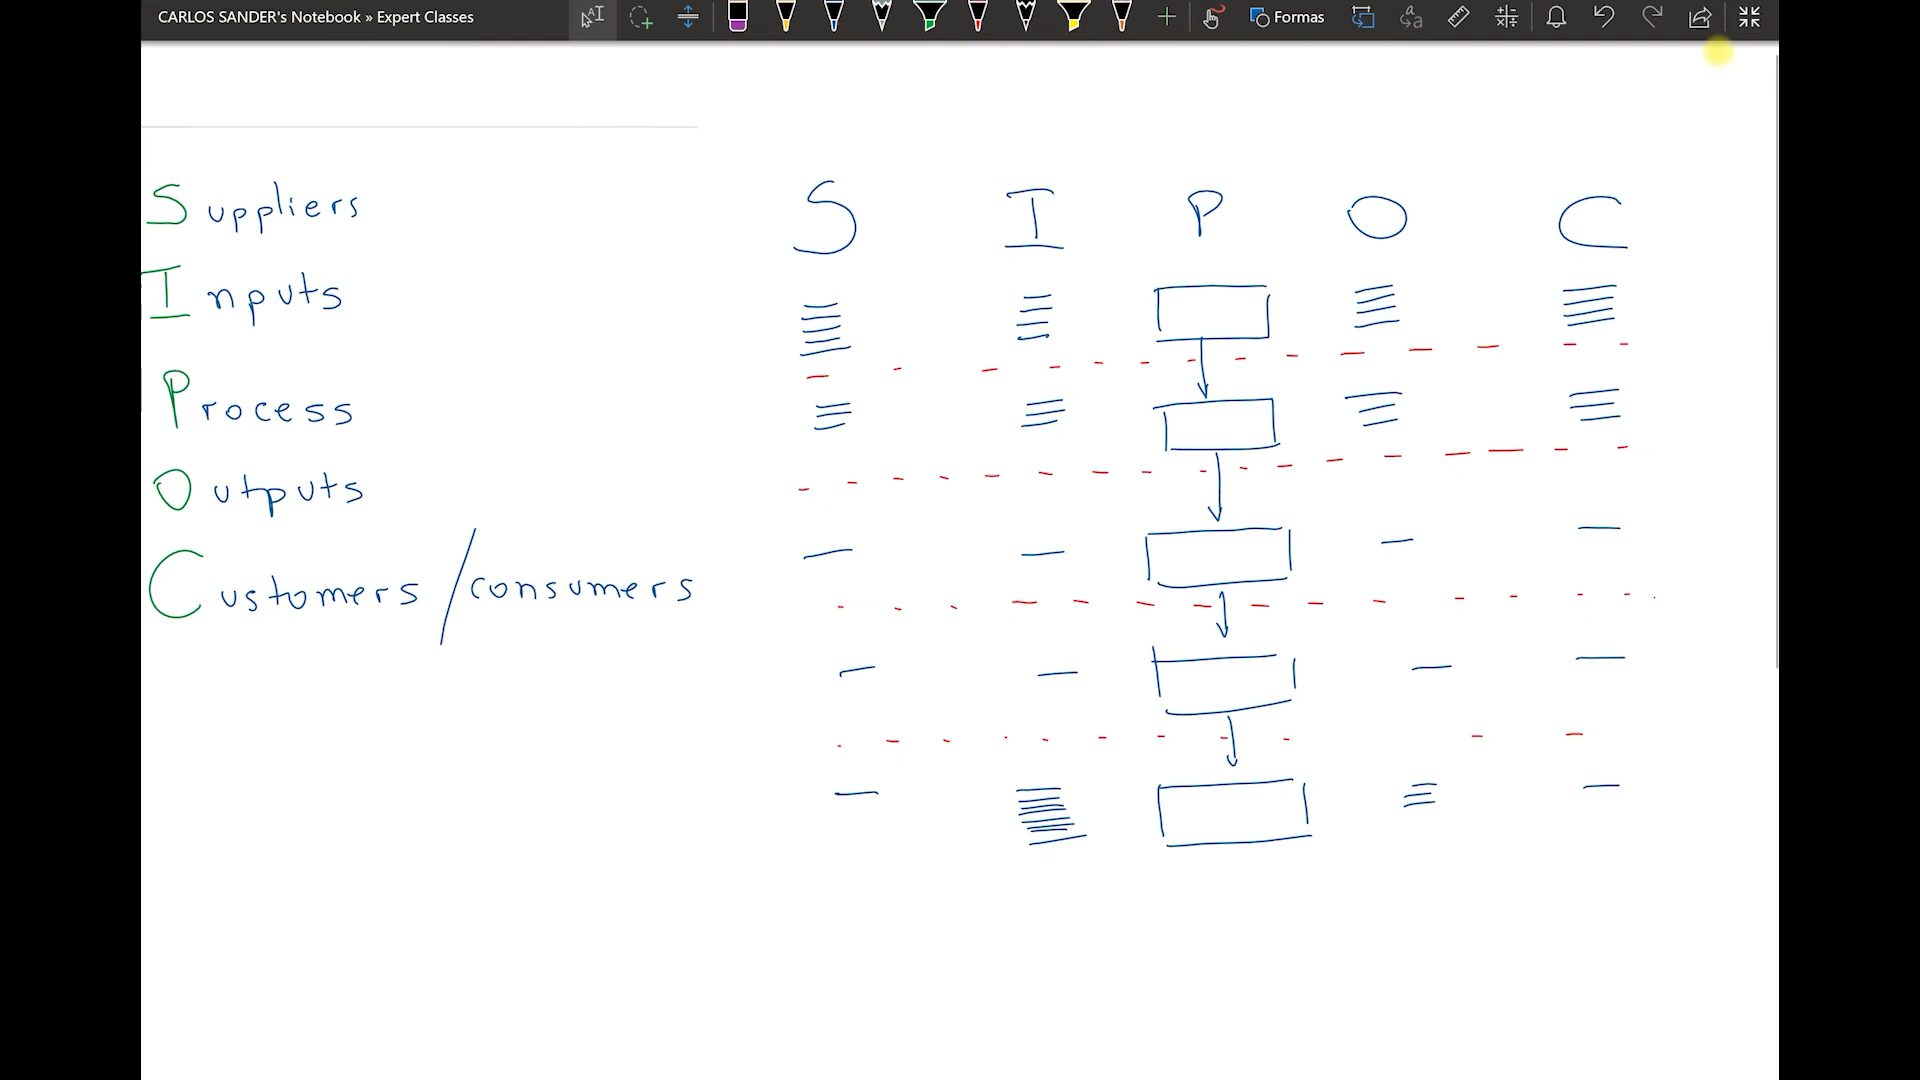 CARLOS SANDER's Notebook » Expert Classes
Formas
Suppliers
Inputs
Process
Outputs
Customers / consumers
S I P O C